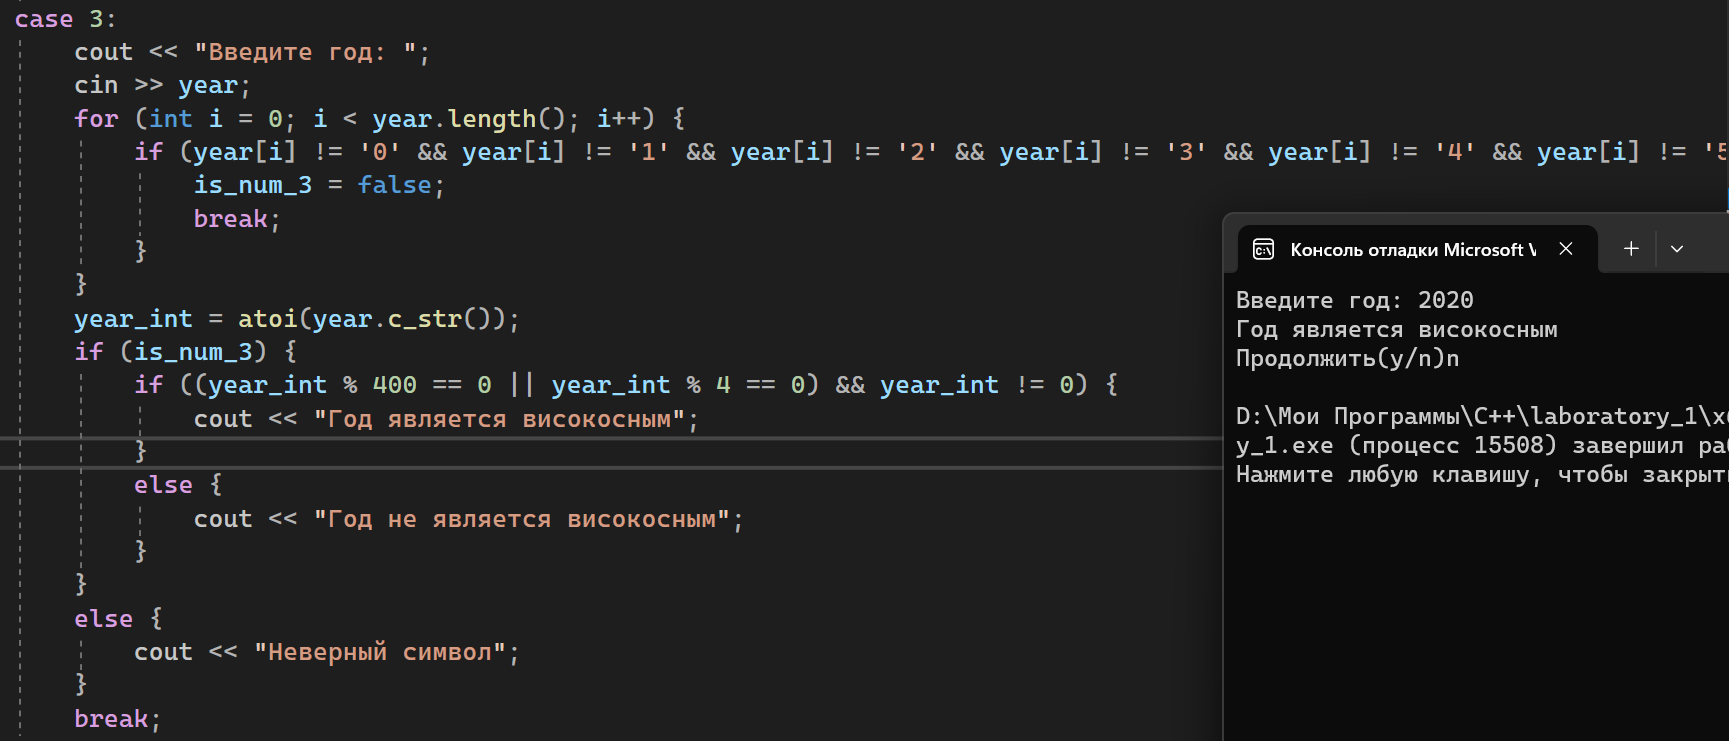 case 3:
cout << "Введите год: ";
cin >> year;
for (int i = 0; i < year.length(); i++) {
if (year[i] != '0' && year[i] != '1' && year[i] != '2' && year[i] != '3' && year[i] != '4' && year[i] != '5
is_num_3 = false;
break;
}
}
year_int = atoi(year.c_str());
if (is_num_3) {
if ((year_int % 400 == 0 || year_int % 4 == 0) && year_int != 0) {
cout << "Год является високосным";
}
else {
cout << "Год не является високосным";
}
}
else {
cout << "Неверный символ";
}
break;
Консоль отладки Microsoft V
Введите год: 2020
Год является високосным
Продолжить(y/n)n
D:\Мои Программы\C++\laboratory_1\x
y_1.exe (процесс 15508) завершил ра
Нажмите любую клавишу, чтобы закрыт